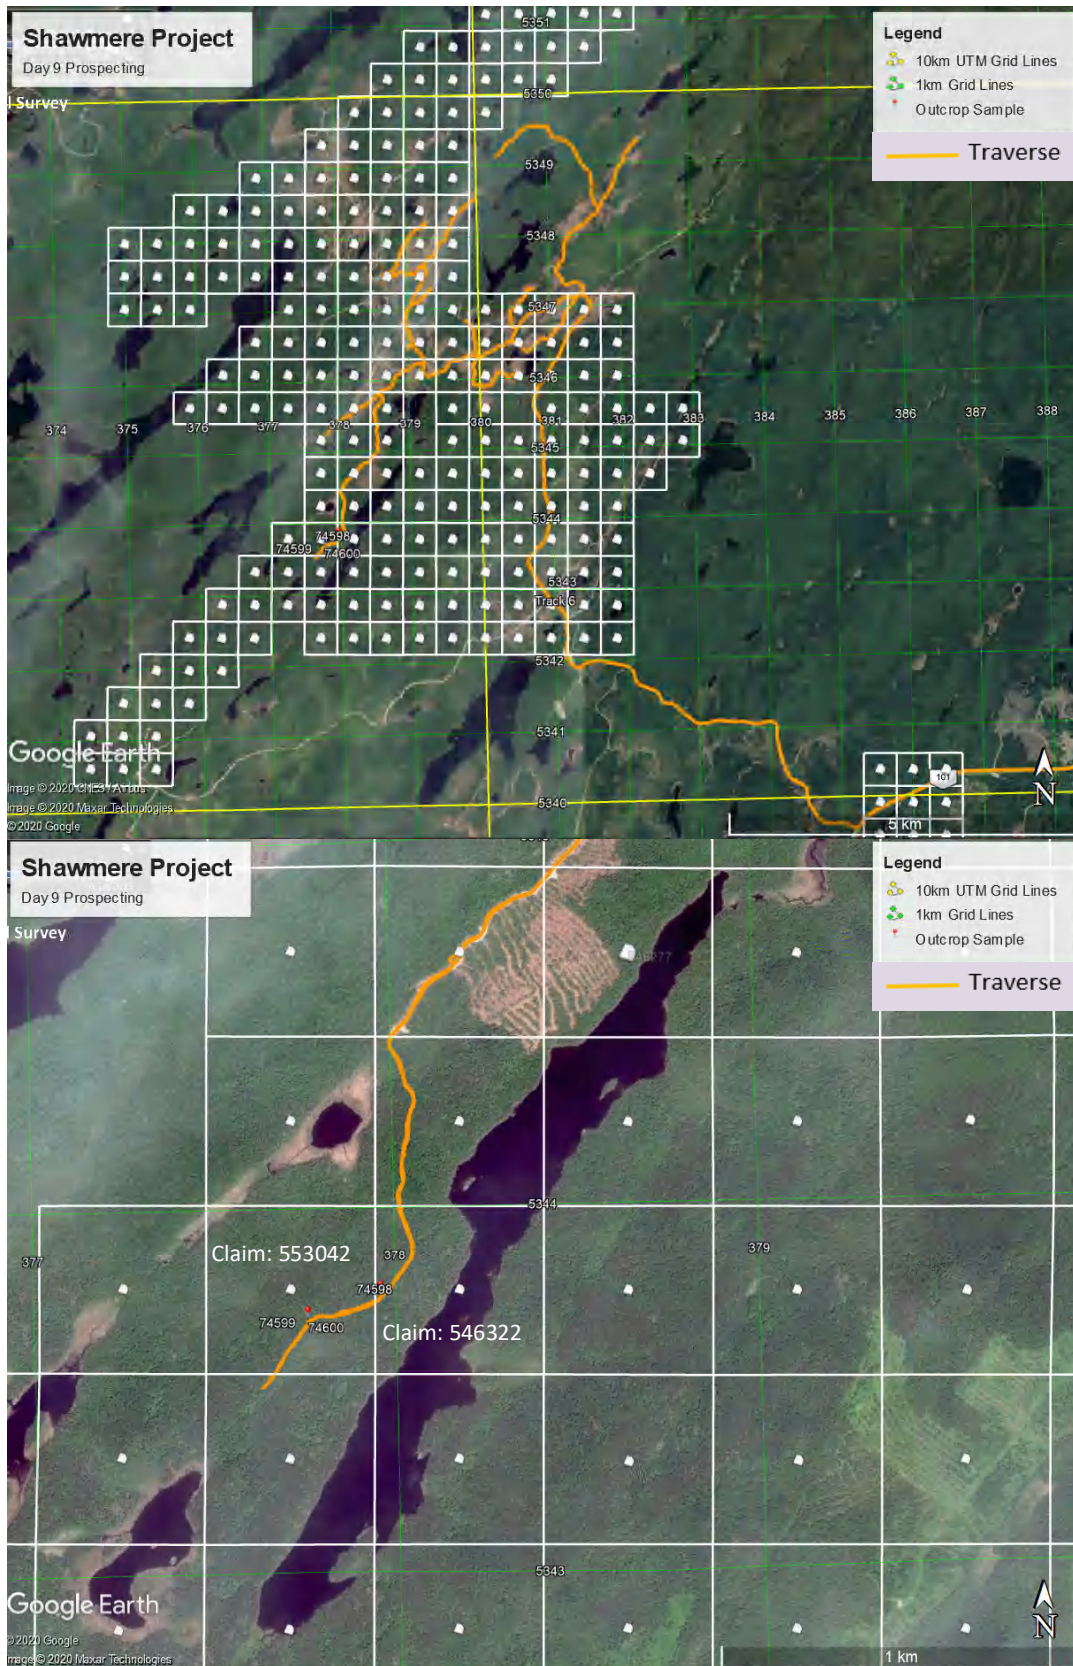 Shawmere Project
Day 9 Prospecting
l Survey
Legend
10km UTM Grid Lines
1km Grid Lines
Outcrop Sample
Traverse
5351
5350
5349
5348
5347
5346
374
375
376
377
378
379
380
381
382
383
384
385
386
387
388
5345
5344
74598
74599
74600
5343
Track 6
5342
5341
5340
101
Google Earth
Image © 2020 CNES / Airbus
Image © 2020 Maxar Technologies
© 2020 Google
5 km
N
Shawmere Project
Day 9 Prospecting
l Survey
Legend
10km UTM Grid Lines
1km Grid Lines
Outcrop Sample
Traverse
5344
377
Claim: 553042
378
379
74598
74599
74600
Claim: 546322
5343
Google Earth
© 2020 Google
Image © 2020 Maxar Technologies
1 km
N